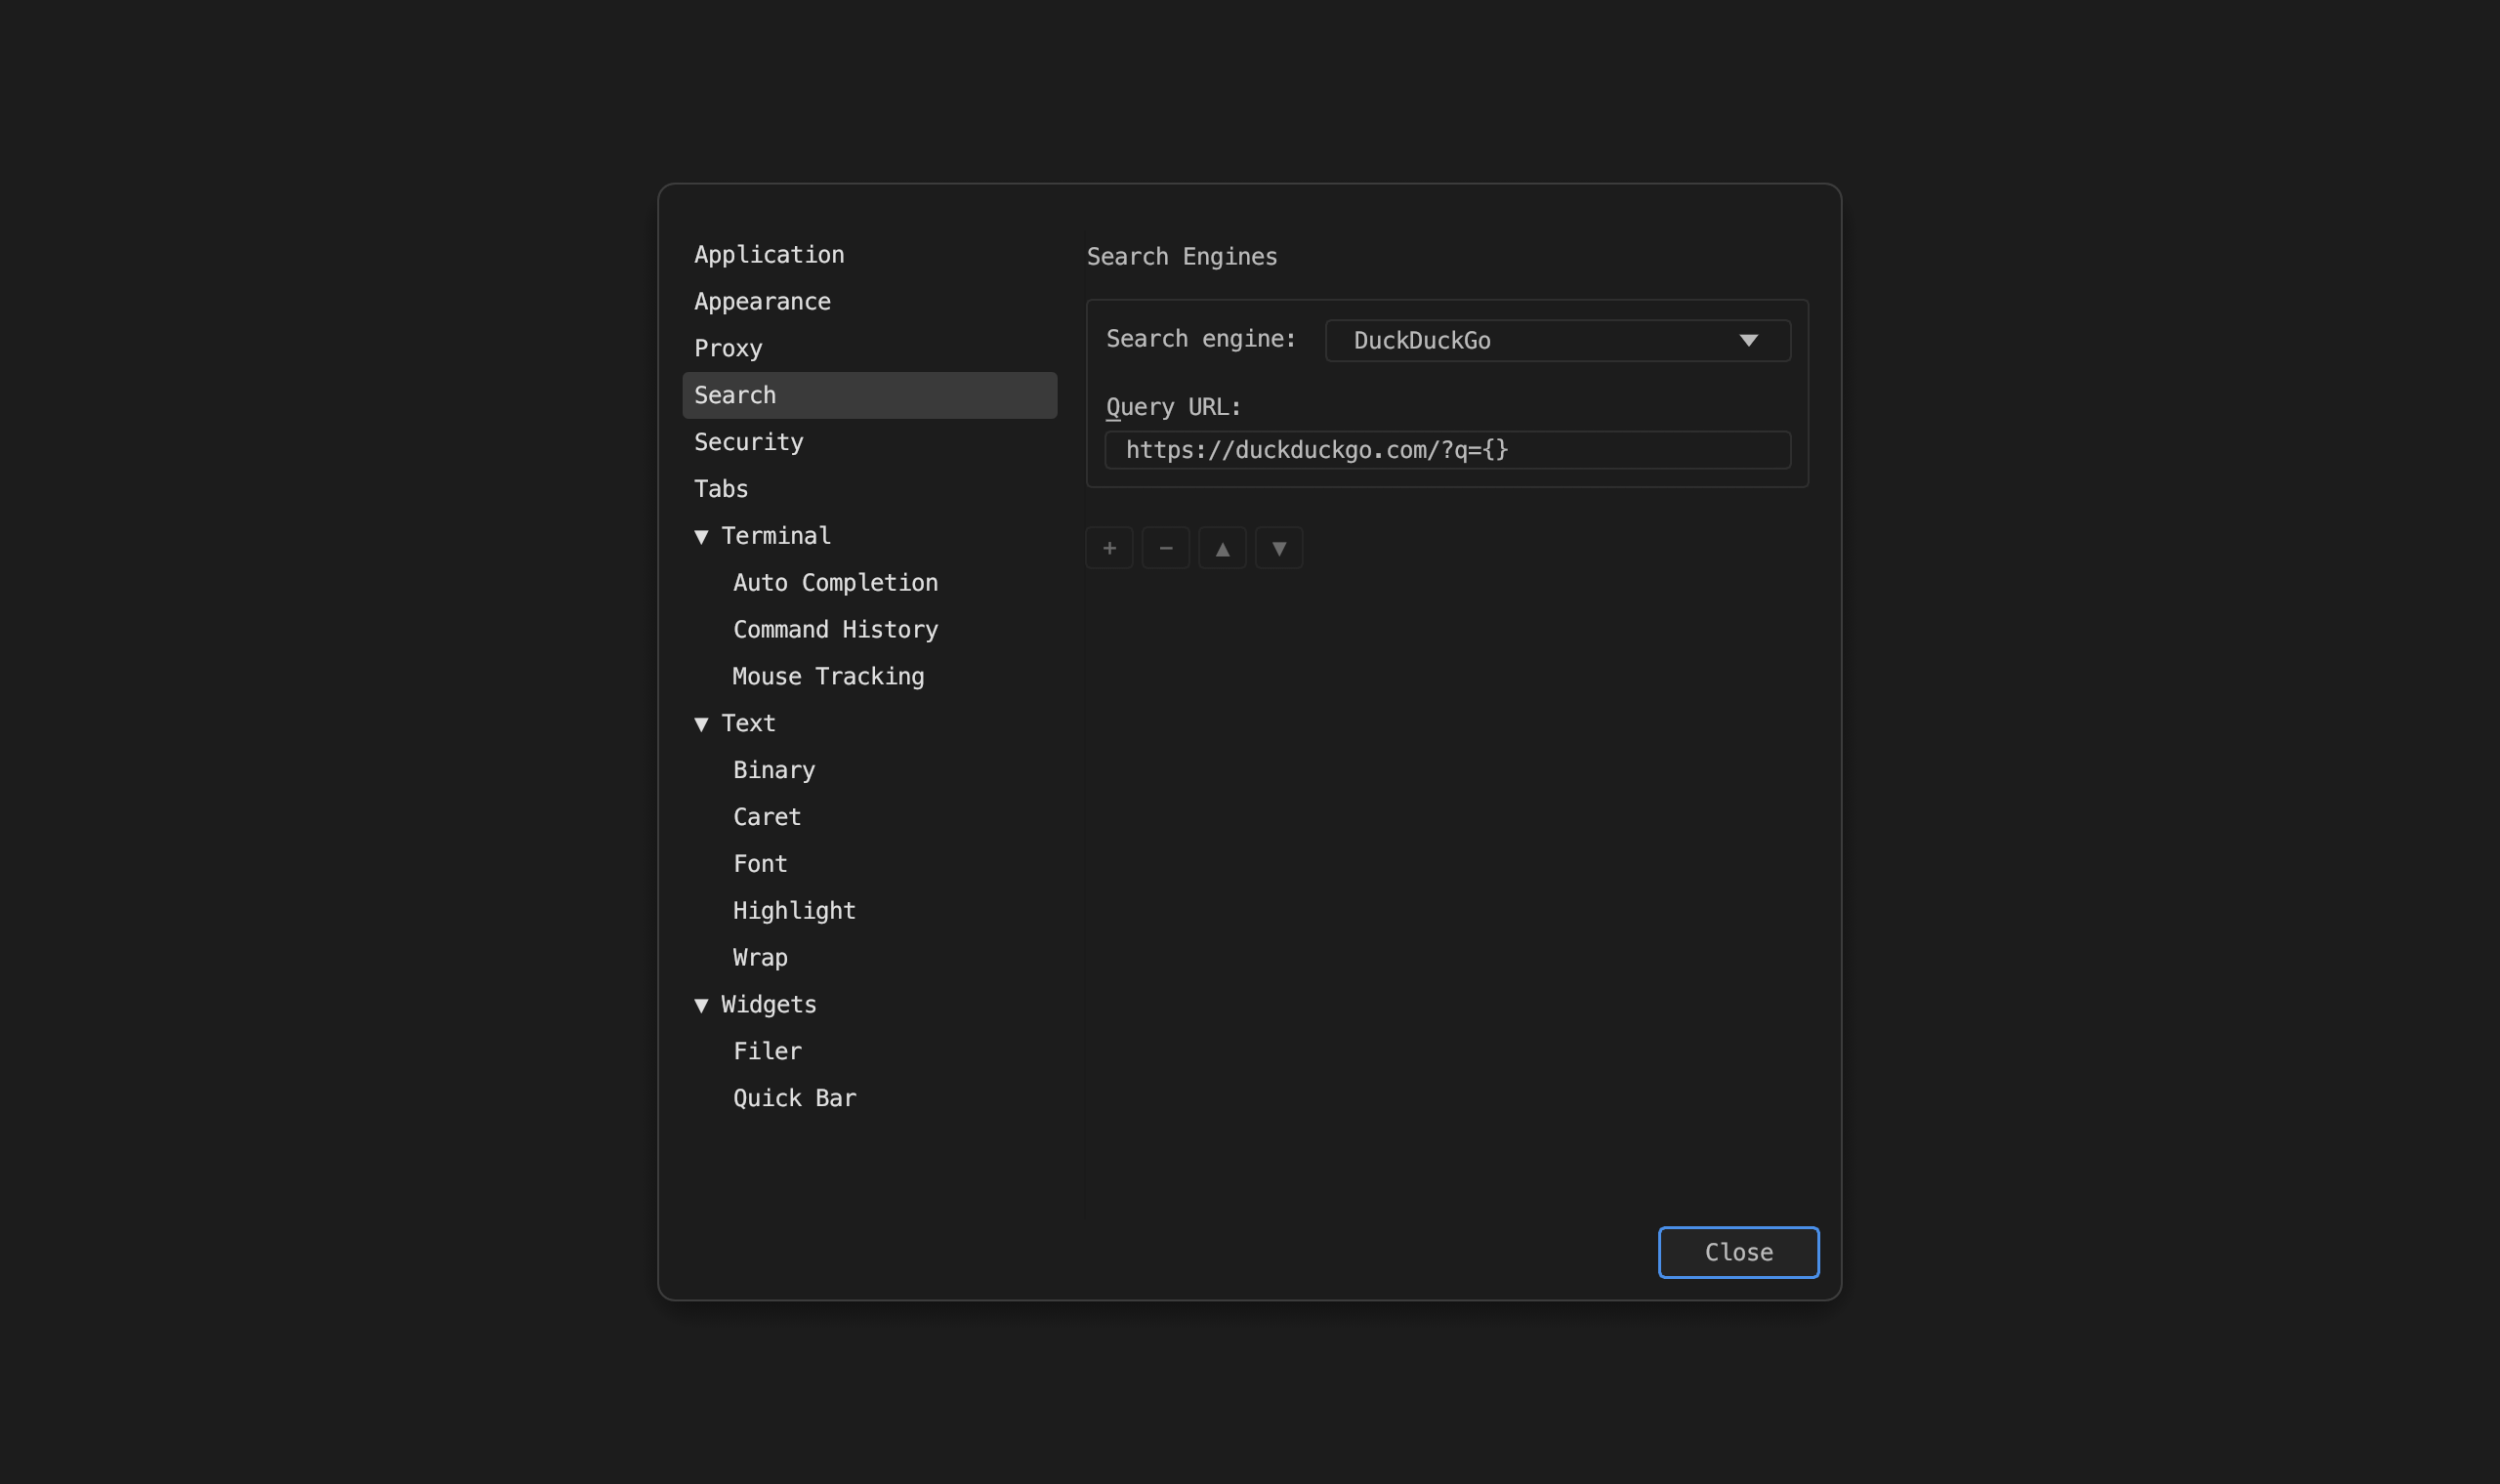 Application
Appearance
Proxy
Search
Security
Tabs
▼ Terminal
Auto Completion
Command History
Mouse Tracking
▼ Text
Binary
Caret
Font
Highlight
Wrap
▼ Widgets
Filer
Quick Bar
Search Engines
Search engine: DuckDuckGo ▼
Query URL:
https://duckduckgo.com/?q={}
+ − ▲ ▼
Close